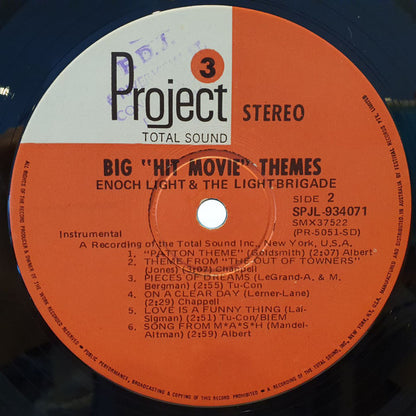 Project 3
STEREO
TOTAL SOUND
BIG "HIT MOVIE" THEMES
ENOCH LIGHT & THE LIGHTBRIGADE
SIDE 2
SPJL-934071
SMX37522
Instrumental
(PR-5051-SD)
A Recording of the Total Sound Inc., New York, U.S.A.
1. "PATTON THEME" (Goldsmith) (2:07) Albert
2. THEME FROM "THE OUT OF TOWNERS"
(Jones) (3:07) Chappell
3. PIECES OF DREAMS (LeGrand-A. & M.
Bergman) (2:55) Tu-Con
4. ON A CLEAR DAY (Lerner-Lane)
(2:29) Chappell
5. LOVE IS A FUNNY THING (Lai-
Sigman) (2:51) Tu-Con/BIEM
6. SONG FROM M*A*S*H (Mandel-
Altman) (2:59) Albert